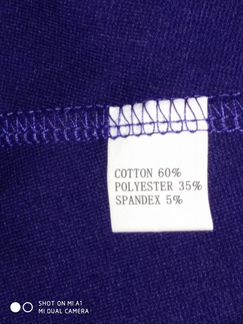 COTTON 60%
POLYESTER 35%
SPANDEX 5%
SHOT ON MI A1
MI DUAL CAMERA